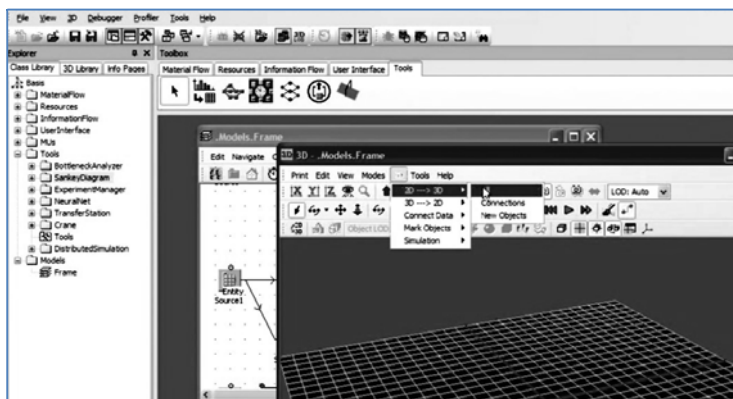 File View 3D Debugger Profiler Tools Help
Explorer
Toolbox
Class Library 3D Library Info Pages
Material Flow Resources Information Flow User Interface Tools
Basis
MaterialFlow
Resources
InformationFlow
UserInterface
MUs
Tools
BottleneckAnalyzer
SankeyDiagram
ExperimentManager
NeuralNet
TransferStation
Crane
Tools
DistributedSimulation
Models
Frame
.Models.Frame
Edit Navigate
Entity
Source1
3D - .Models.Frame
Print Edit View Modes Tools Help
LOD: Auto
2D ---> 3D
3D ---> 2D
Connect Data
Mark Objects
Simulation
Connections
New Objects
Object LOD